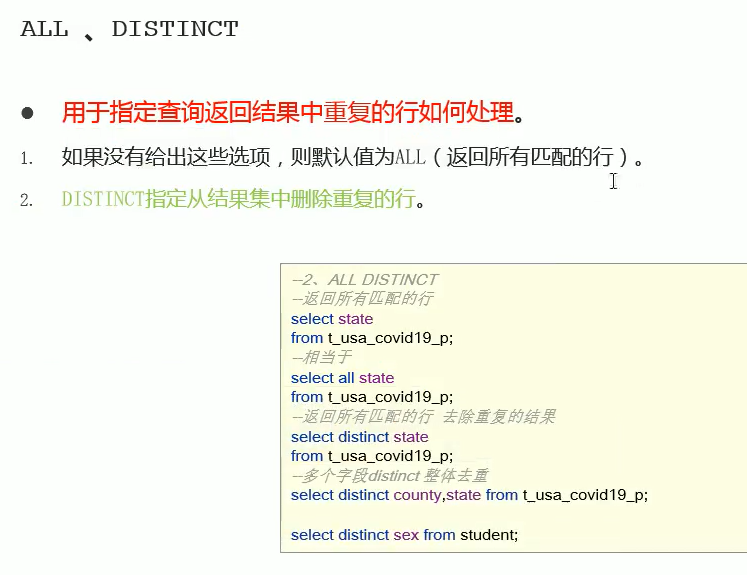 ALL 、DISTINCT
● 用于指定查询返回结果中重复的行如何处理。
1. 如果没有给出这些选项，则默认值为ALL（返回所有匹配的行）。
2. DISTINCT指定从结果集中删除重复的行。
--2、ALL DISTINCT
--返回所有匹配的行
select state
from t_usa_covid19_p;
--相当于
select all state
from t_usa_covid19_p;
--返回所有匹配的行 去除重复的结果
select distinct state
from t_usa_covid19_p;
--多个字段distinct 整体去重
select distinct county,state from t_usa_covid19_p;
select distinct sex from student;